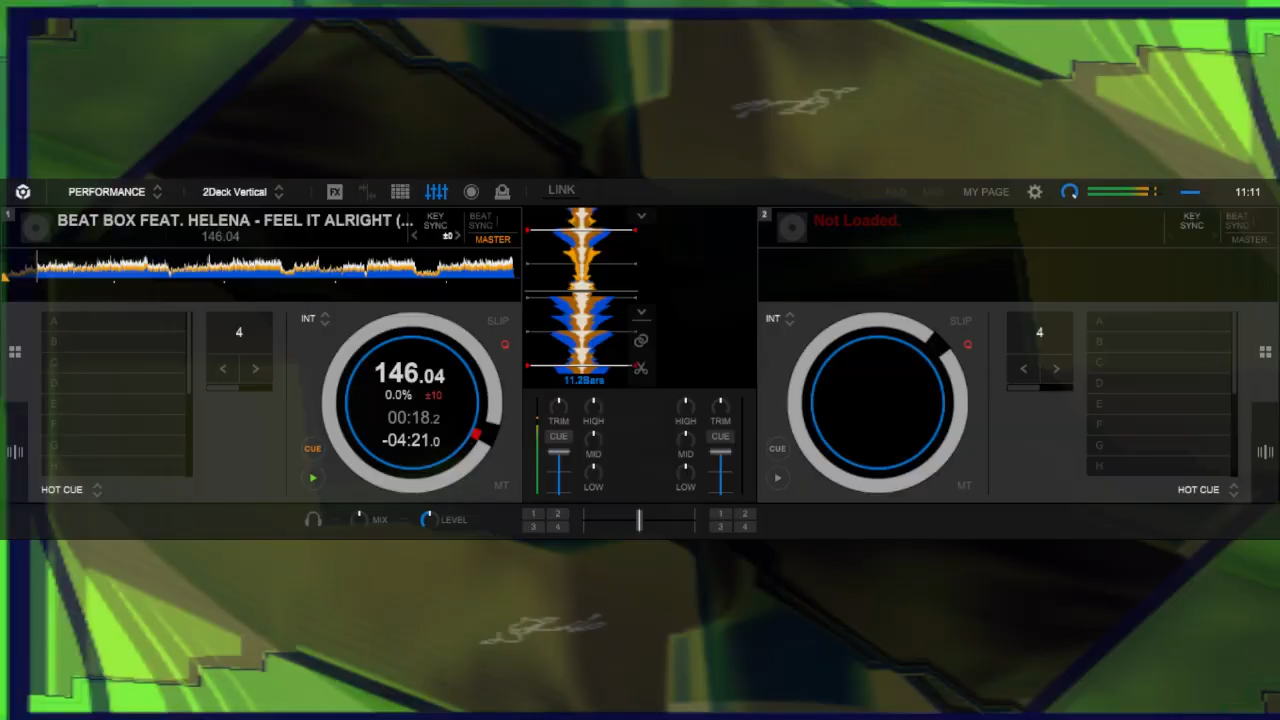 PERFORMANCE 2Deck Vertical FX LINK MY PAGE 11:11
1 BEAT BOX FEAT. HELENA - FEEL IT ALRIGHT (... KEY SYNC BEAT SYNC
146.04 ±0 MASTER
2 Not Loaded. KEY SYNC BEAT SYNC
MASTER
A
B
C
D
E
F
G
H
4
HOT CUE
INT SLIP
Q
146.04
0.0% ±10
00:18.2
-04:21.0
CUE
MT
MIX LEVEL
11.2Bars
TRIM HIGH HIGH TRIM
CUE MID MID CUE
LOW LOW
1 2 1 2
3 4 3 4
INT SLIP
Q
CUE
MT
4
A
B
C
D
E
F
G
H
HOT CUE